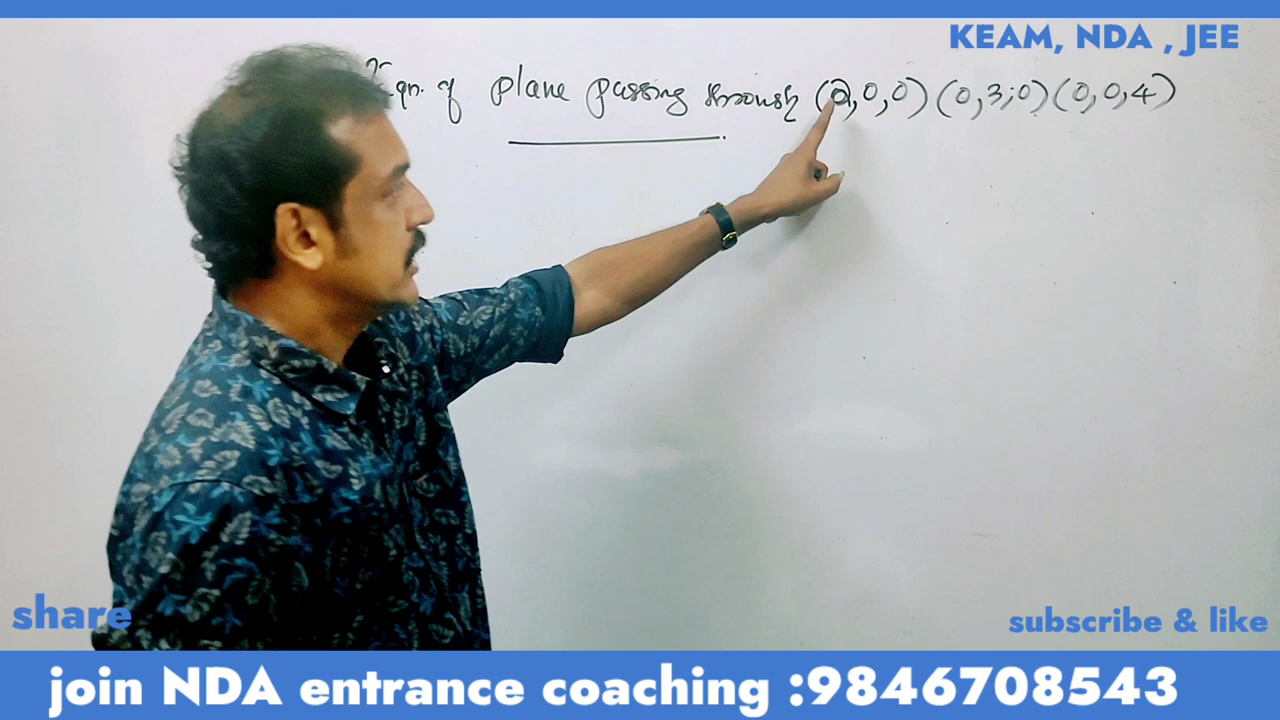 KEAM, NDA , JEE
Eqn. of plane passing through (2,0,0) (0,3,0) (0,0,4)
share
subscribe & like
join NDA entrance coaching :9846708543